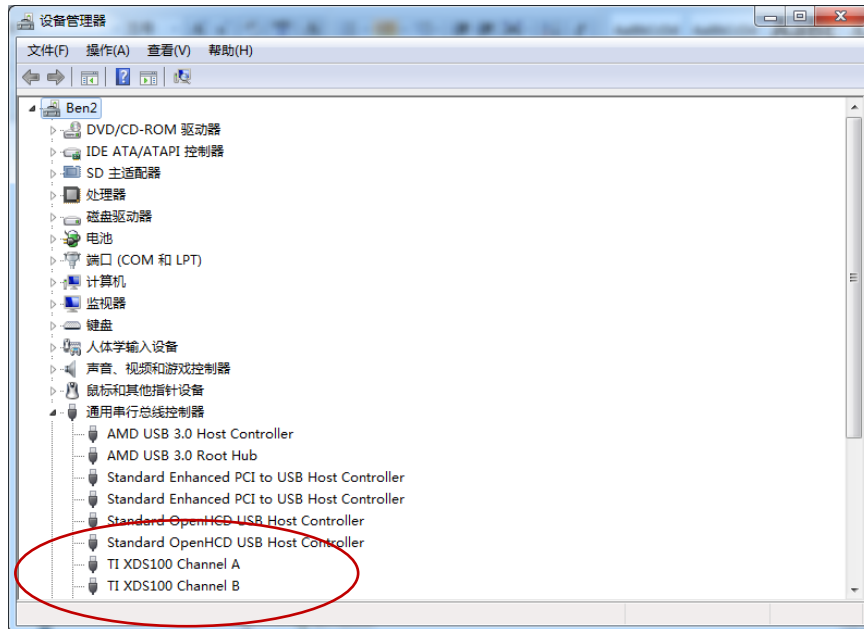 设备管理器
文件(F) 操作(A) 查看(V) 帮助(H)
Ben2
DVD/CD-ROM 驱动器
IDE ATA/ATAPI 控制器
SD 主适配器
处理器
磁盘驱动器
电池
端口 (COM 和 LPT)
计算机
监视器
键盘
人体学输入设备
声音、视频和游戏控制器
鼠标和其他指针设备
通用串行总线控制器
AMD USB 3.0 Host Controller
AMD USB 3.0 Root Hub
Standard Enhanced PCI to USB Host Controller
Standard Enhanced PCI to USB Host Controller
Standard OpenHCD USB Host Controller
Standard OpenHCD USB Host Controller
TI XDS100 Channel A
TI XDS100 Channel B